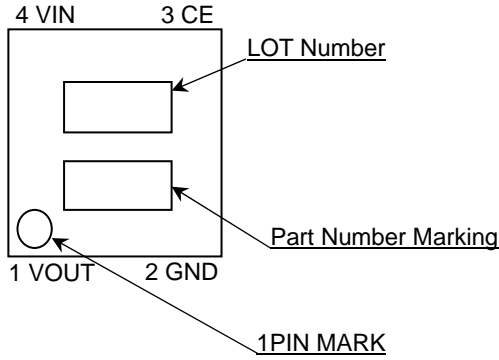 4 VIN 3 CE
LOT Number
Part Number Marking
1 VOUT 2 GND
1PIN MARK